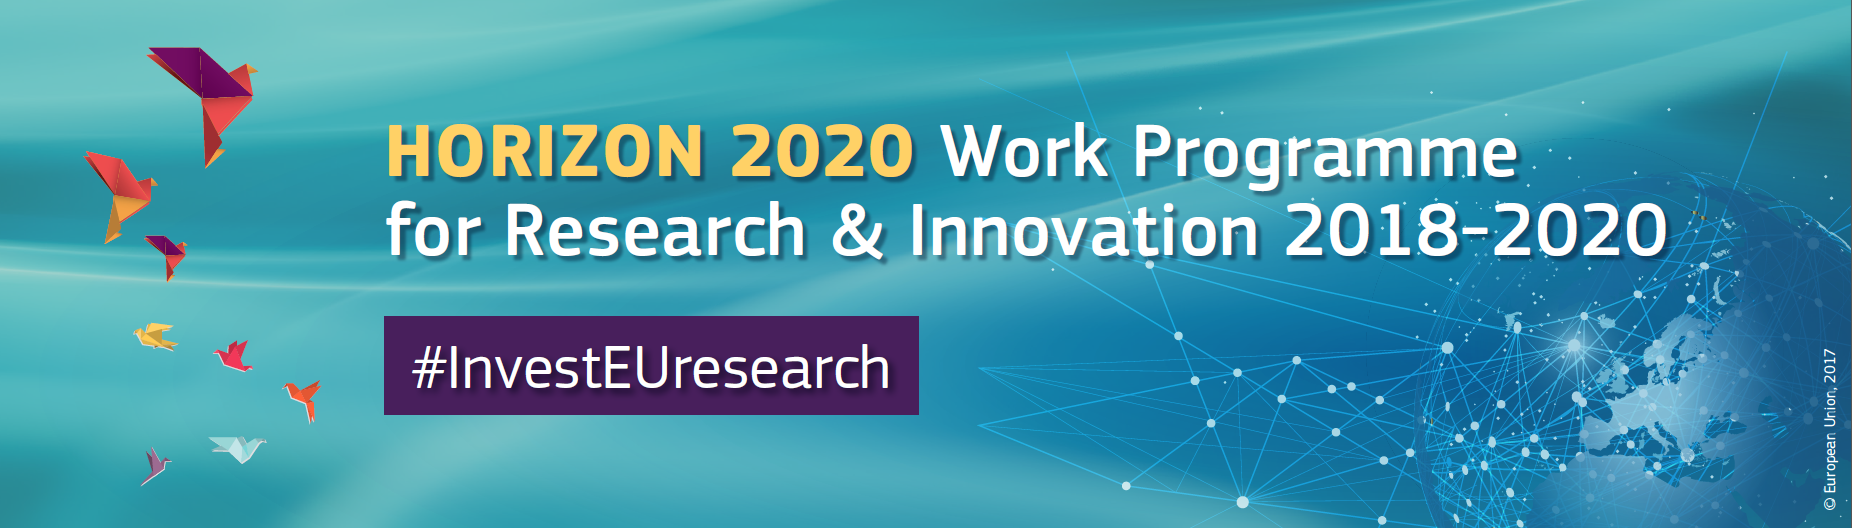 HORIZON 2020 Work Programme
for Research & Innovation 2018-2020
#InvestEUresearch
© European Union, 2017